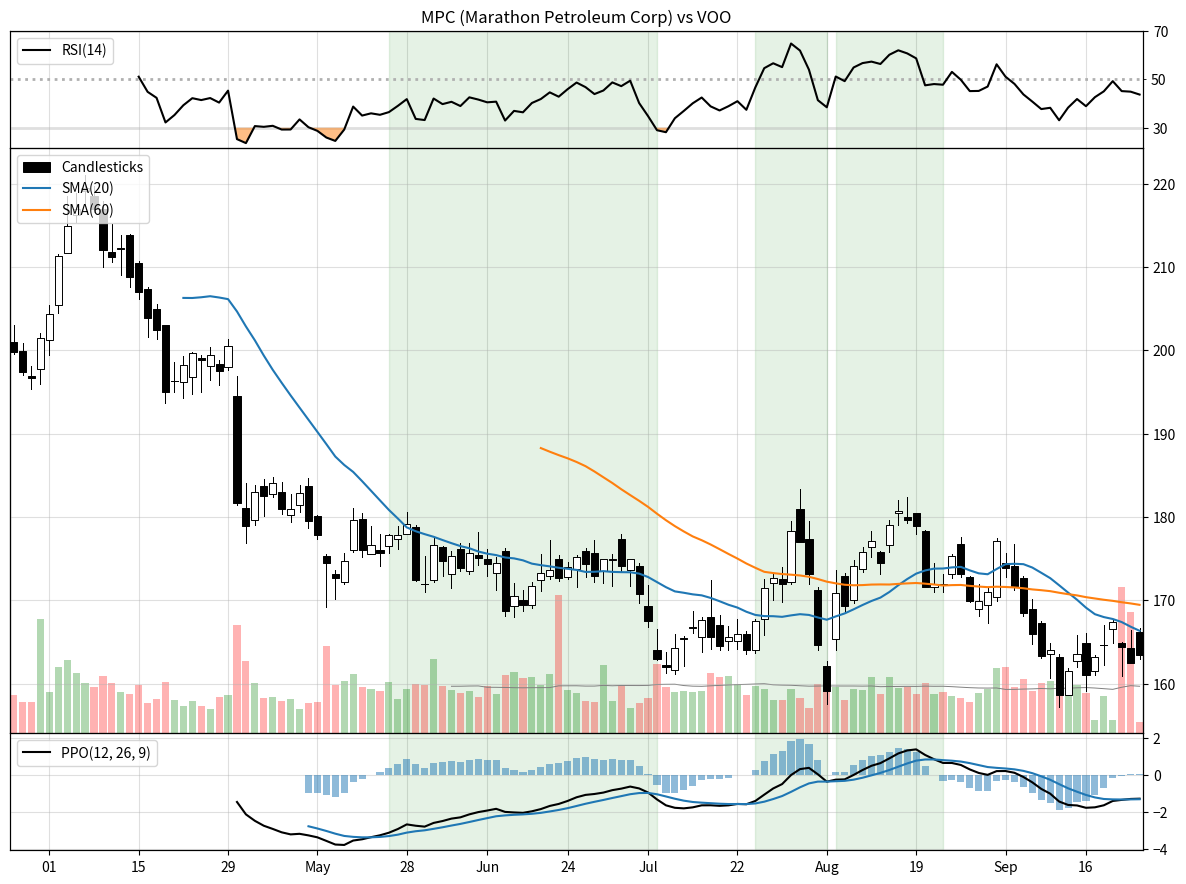 MPC (Marathon Petroleum Corp) vs VOO
RSI(14)
70
50
30
Candlesticks
SMA(20)
SMA(60)
220
210
200
190
180
170
160
PPO(12, 26, 9)
2
0
−2
−4
01 15 29 May 28 Jun 24 Jul 22 Aug 19 Sep 16